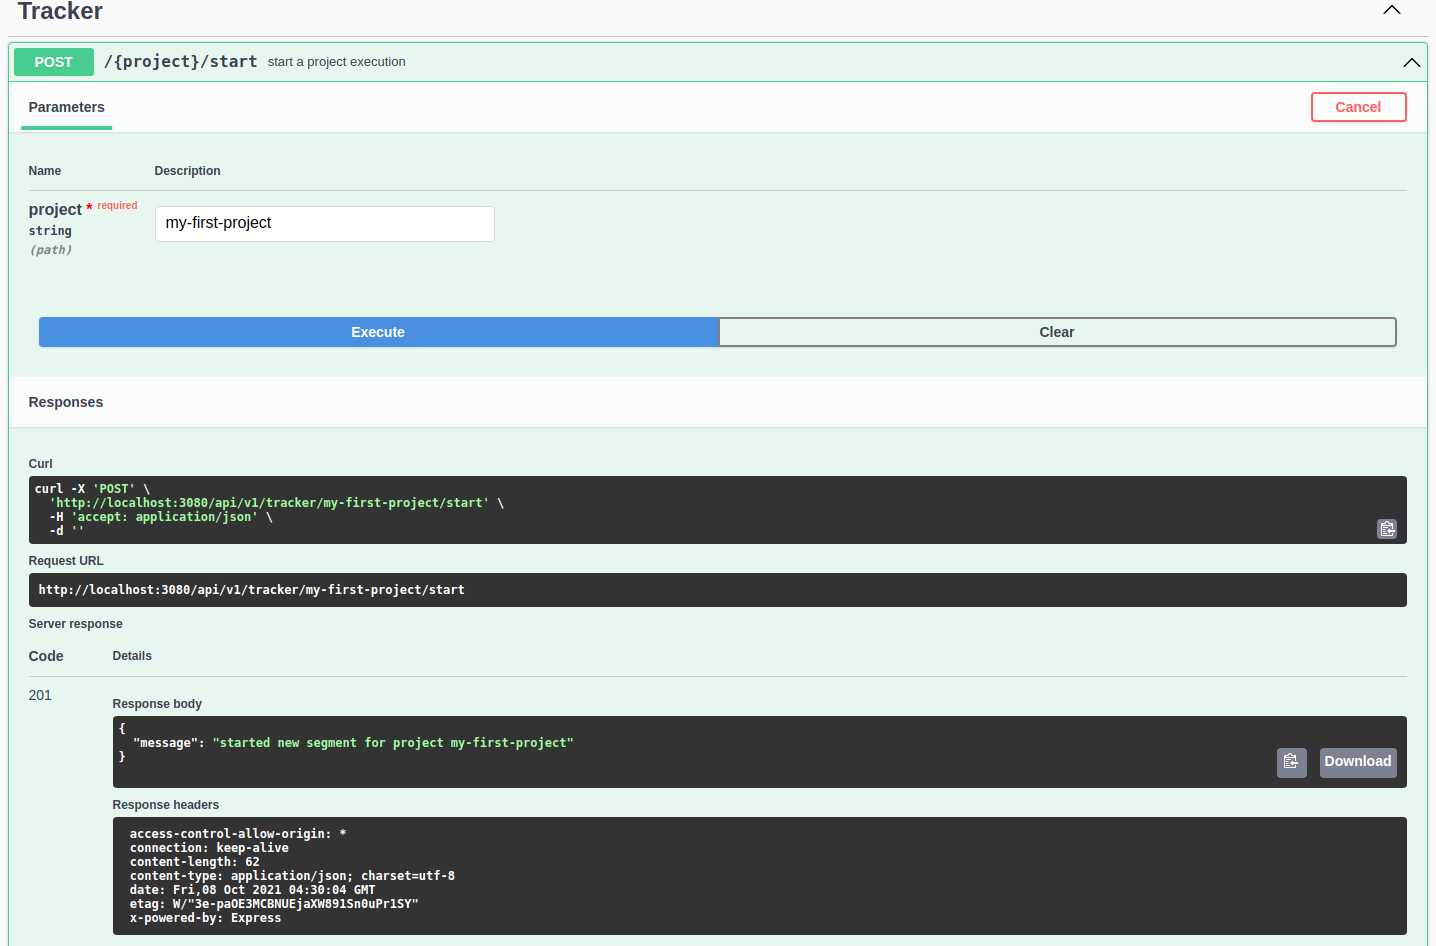 Tracker
POST /{project}/start start a project execution
Parameters
Cancel
Name Description
project * required
string
(path)
my-first-project
Execute Clear
Responses
Curl
curl -X 'POST' \
  'http://localhost:3080/api/v1/tracker/my-first-project/start' \
  -H 'accept: application/json' \
  -d ''
Request URL
http://localhost:3080/api/v1/tracker/my-first-project/start
Server response
Code Details
201
Response body
{
  "message": "started new segment for project my-first-project"
}
Download
Response headers
access-control-allow-origin: *
connection: keep-alive
content-length: 62
content-type: application/json; charset=utf-8
date: Fri,08 Oct 2021 04:30:04 GMT
etag: W/"3e-paOE3MCBNUEjaXW891Sn0uPr1SY"
x-powered-by: Express